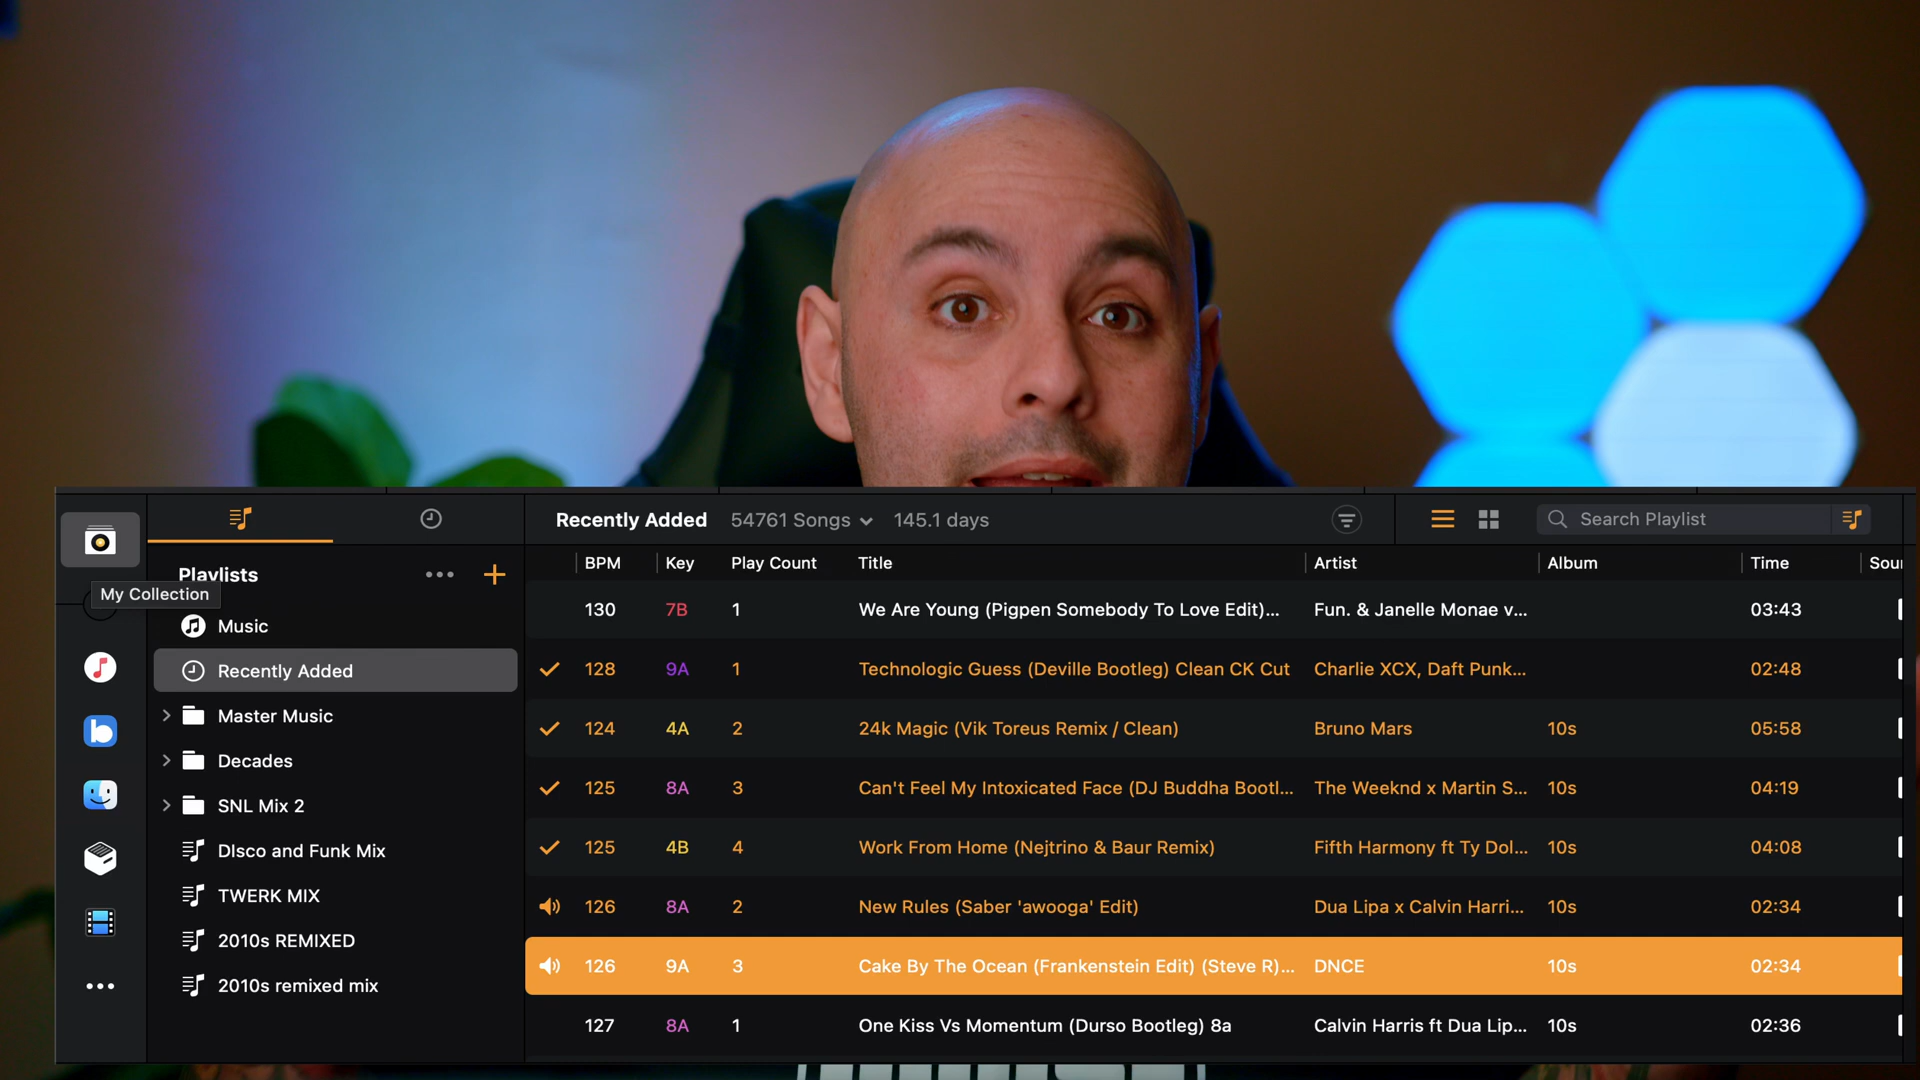 Recently Added 54761 Songs 145.1 days Search Playlist
Playlists
My Collection
Music
Recently Added
Master Music
Decades
SNL Mix 2
DIsco and Funk Mix
TWERK MIX
2010s REMIXED
2010s remixed mix
BPM Key Play Count Title Artist Album Time Sour
130 7B 1 We Are Young (Pigpen Somebody To Love Edit)... Fun. & Janelle Monae v... 03:43
128 9A 1 Technologic Guess (Deville Bootleg) Clean CK Cut Charlie XCX, Daft Punk... 02:48
124 4A 2 24k Magic (Vik Toreus Remix / Clean) Bruno Mars 10s 05:58
125 8A 3 Can't Feel My Intoxicated Face (DJ Buddha Bootl... The Weeknd x Martin S... 10s 04:19
125 4B 4 Work From Home (Nejtrino & Baur Remix) Fifth Harmony ft Ty Dol... 10s 04:08
126 8A 2 New Rules (Saber 'awooga' Edit) Dua Lipa x Calvin Harri... 10s 02:34
126 9A 3 Cake By The Ocean (Frankenstein Edit) (Steve R)... DNCE 10s 02:34
127 8A 1 One Kiss Vs Momentum (Durso Bootleg) 8a Calvin Harris ft Dua Lip... 10s 02:36